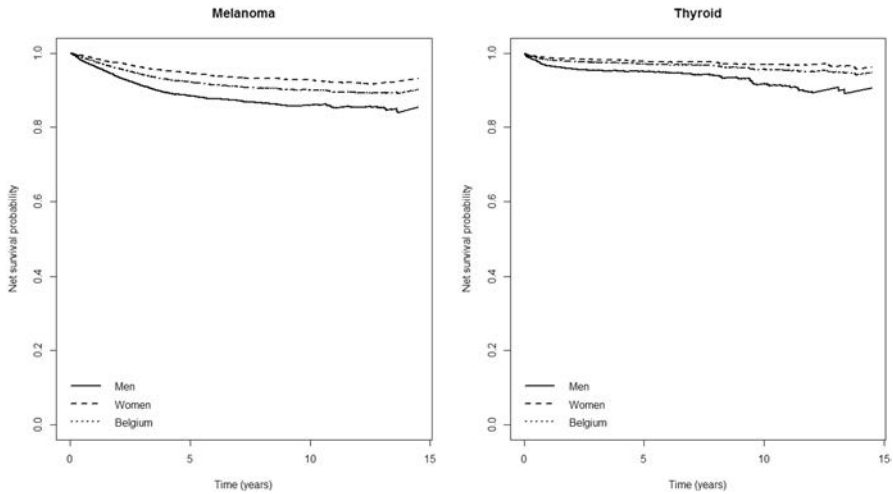 Melanoma
Net survival probability
1.0
0.8
0.6
0.4
0.2
0.0
Men
Women
Belgium
0 5 10 15
Time (years)
Thyroid
Net survival probability
1.0
0.8
0.6
0.4
0.2
0.0
Men
Women
Belgium
0 5 10 15
Time (years)